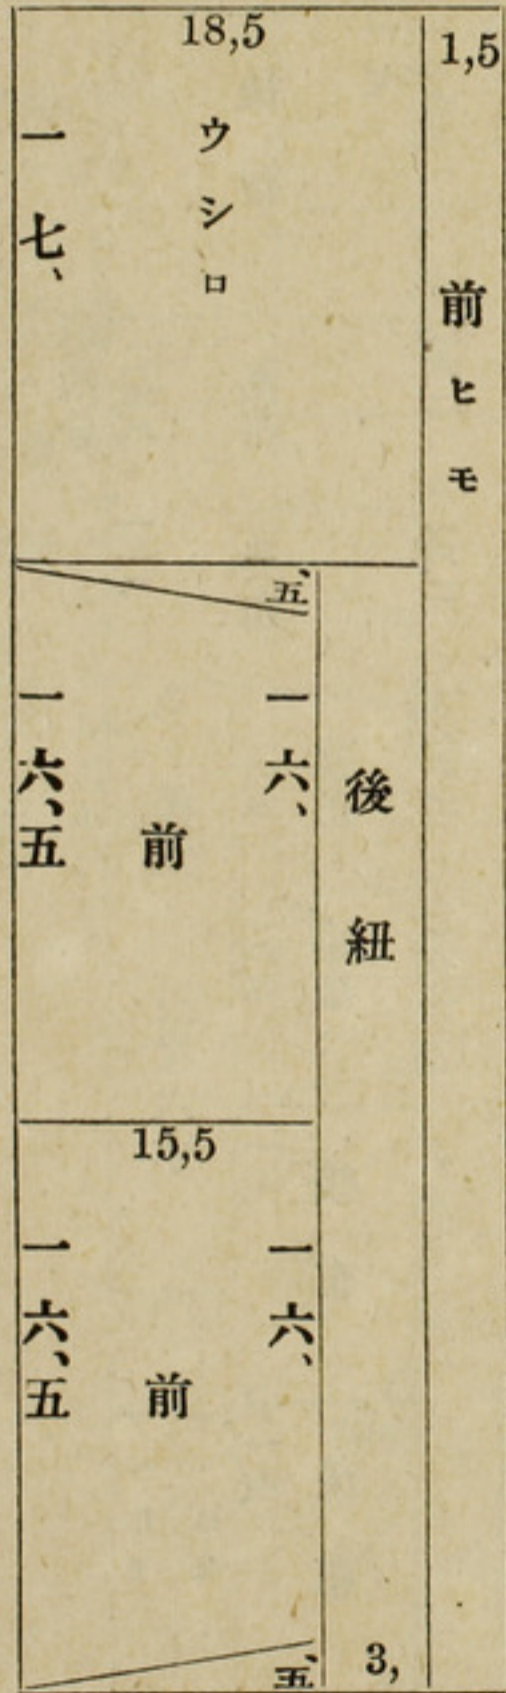 18,5
1,5
前ヒモ
ウシロ
一七、
、五
後紐
一六、
前
一六、五
15,5
一六、
前
一六、五
、五
3,